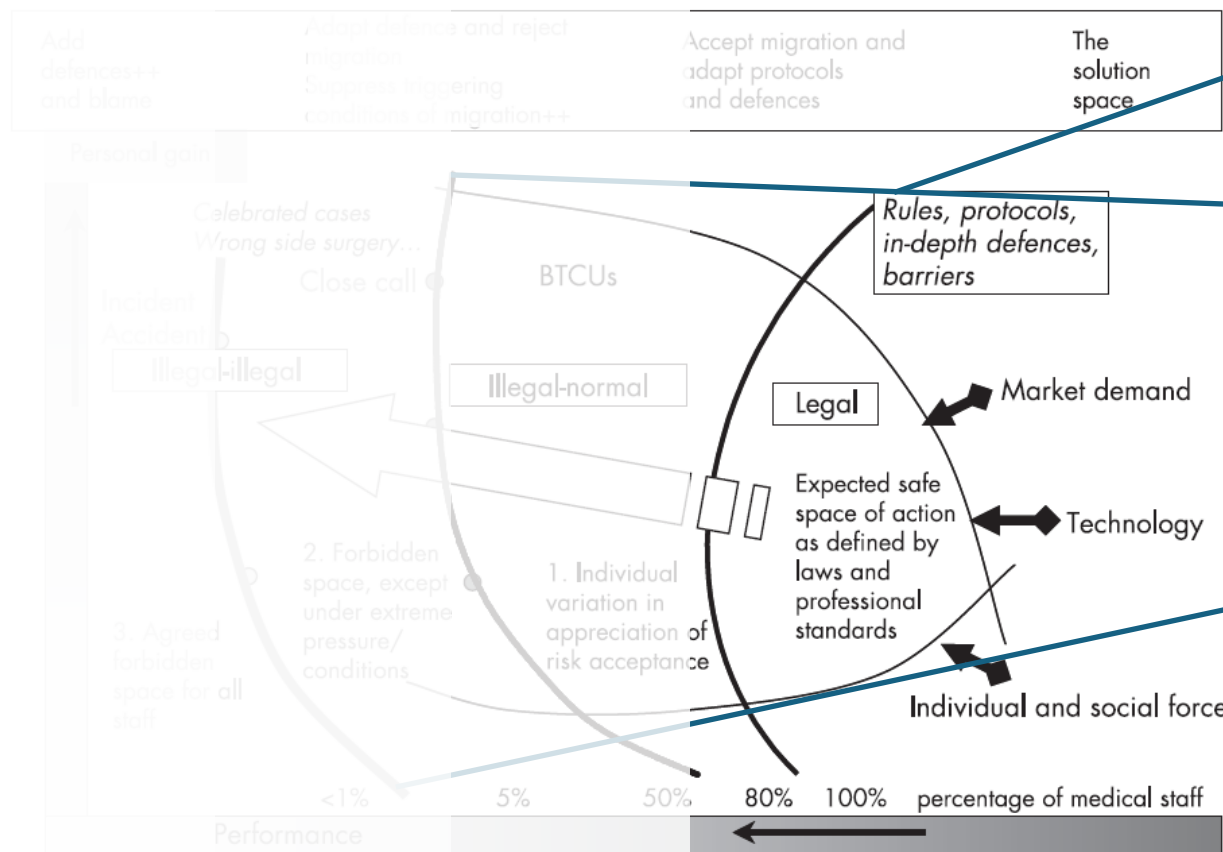 Add
defences++
and blame
Adapt defence and reject
migration
Suppress triggering
conditions of migration++
Accept migration and
adapt protocols
and defences
The
solution
space
Personal gain
Celebrated cases
Wrong side surgery...
Close call
BTCUs
Rules, protocols,
in-depth defences,
barriers
Incident
Accident
Illegal-illegal
Illegal-normal
Legal
Market demand
Expected safe
space of action
as defined by
laws and
professional
standards
Technology
2. Forbidden
space, except
under extreme
pressure/
conditions
1. Individual
variation in
appreciation of
risk acceptance
3. Agreed
forbidden
space for all
staff
Individual and social force
<1% 5% 50% 80% 100% percentage of medical staff
Performance